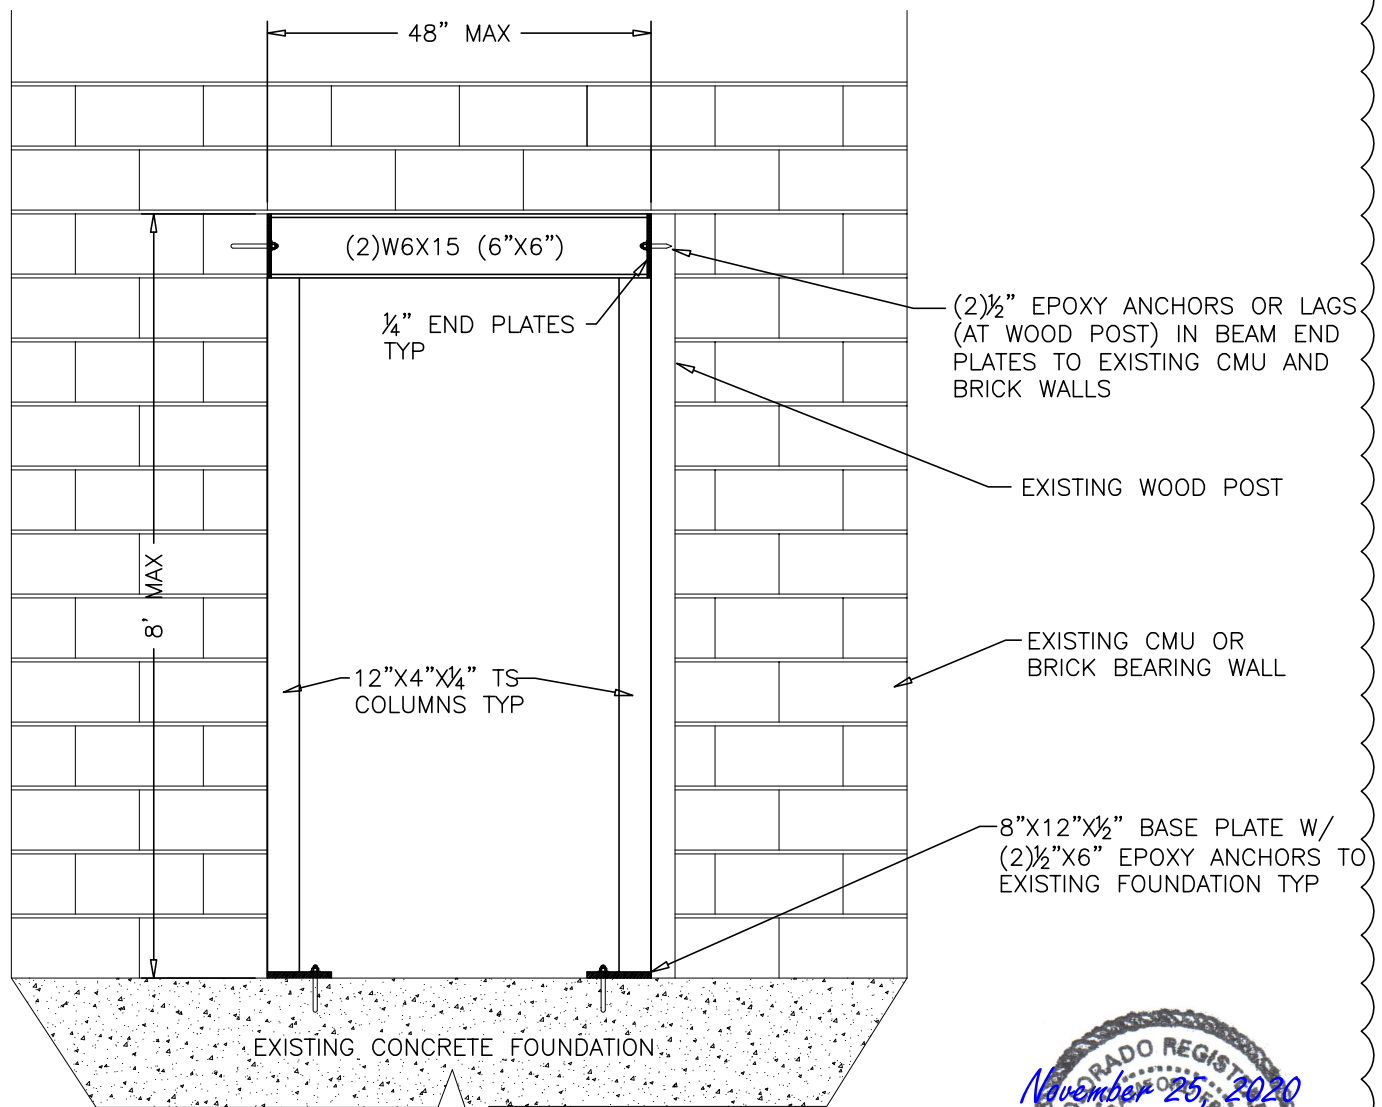 48” MAX
(2)W6X15 (6”X6”)
¼” END PLATES
TYP
(2)½” EPOXY ANCHORS OR LAGS
(AT WOOD POST) IN BEAM END
PLATES TO EXISTING CMU AND
BRICK WALLS
EXISTING WOOD POST
8' MAX
EXISTING CMU OR
BRICK BEARING WALL
12”X4”X¼” TS
COLUMNS TYP
8”X12”X½” BASE PLATE W/
(2)½”X6” EPOXY ANCHORS TO
EXISTING FOUNDATION TYP
EXISTING CONCRETE FOUNDATION
November 25, 2020